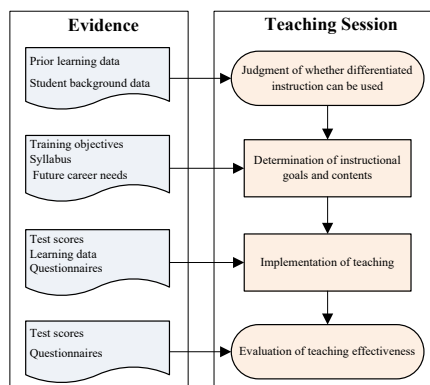 Evidence
Teaching Session
Prior learning data
Student background data
Judgment of whether differentiated
instruction can be used
Training objectives
Syllabus
Future career needs
Determination of instructional
goals and contents
Test scores
Learning data
Questionnaires
Implementation of teaching
Test scores
Questionnaires
Evaluation of teaching effectiveness